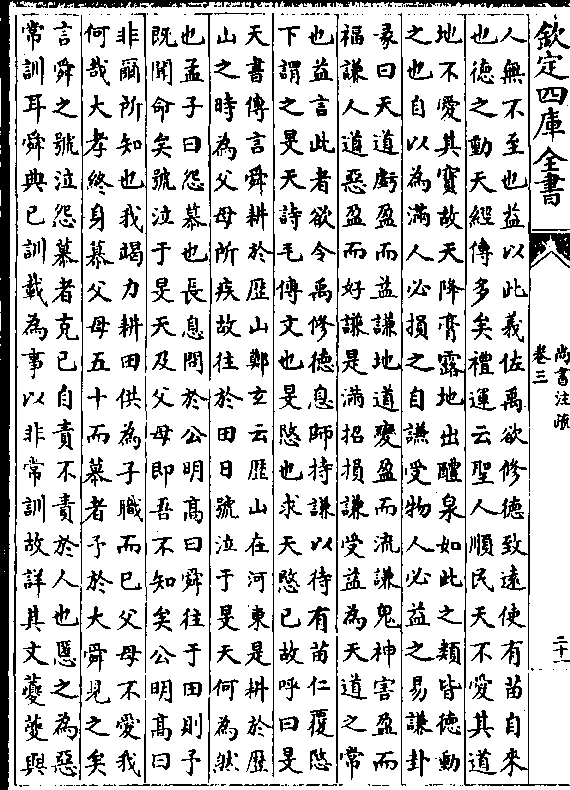 欽定四庫全書
尚書注疏
卷三
二十一
人無不至也益以此義佐禹欲修德致遠使有苗自來
也德之動天經傳多矣禮運云聖人順民天不愛其道
地不愛其寶故天降膏露地出醴泉如此之類皆德動
之也自以為滿人必損之自謙受物人必益之易謙卦
彖曰天道虧盈而益謙地道變盈而流謙鬼神害盈而
福謙人道惡盈而好謙是滿招損謙受益為天道之常
也益言此者欲令禹修德息師持謙以待有苗仁覆愍
下謂之旻天詩毛傳文也旻愍也求天愍己故呼曰旻
天書傳言舜耕於歷山鄭玄云歷山在河東是耕於歷
山之時為父母所疾故往於田日號泣于旻天何為然
也孟子曰怨慕也長息問於公明高曰舜往于田則予
既聞命矣號泣于旻天及父母即吾不知矣公明高曰
非爾所知也我竭力耕田供為子職而已父母不愛我
何哉大孝終身慕父母五十而慕者予於大舜見之矣
言舜之號泣怨慕者克己自責不責於人也慝之為惡
常訓耳舜典已訓載為事以非常訓故詳其文夔夔與